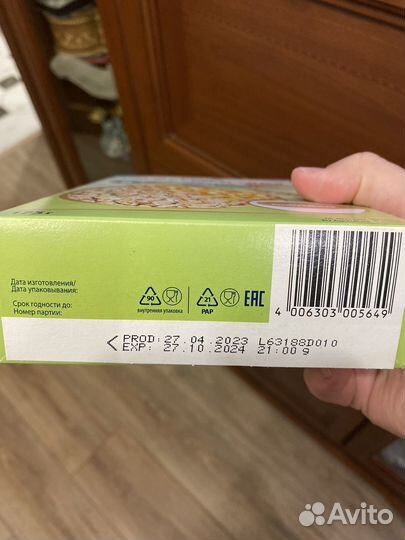 Дата изготовления/
Дата упаковывания:
Срок годности до:
Номер партии:
90
внутренняя упаковка
21
PAP
EAC
4 006303 005649
PROD: 27.04.2023 L63188D010
EXP: 27.10.2024 21:00 9
Avito